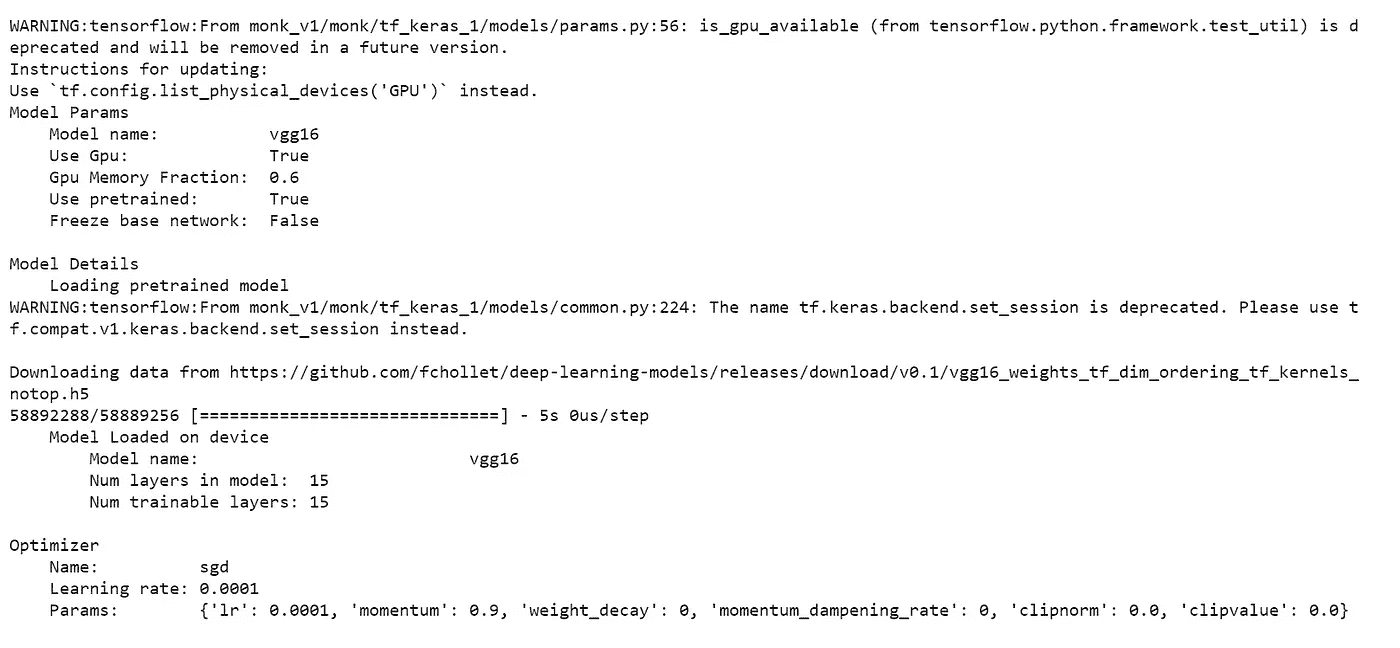 WARNING:tensorflow:From monk_v1/monk/tf_keras_1/models/params.py:56: is_gpu_available (from tensorflow.python.framework.test_util) is d
eprecated and will be removed in a future version.
Instructions for updating:
Use `tf.config.list_physical_devices('GPU')` instead.
Model Params
    Model name:           vgg16
    Use Gpu:              True
    Gpu Memory Fraction:  0.6
    Use pretrained:       True
    Freeze base network:  False

Model Details
    Loading pretrained model
WARNING:tensorflow:From monk_v1/monk/tf_keras_1/models/common.py:224: The name tf.keras.backend.set_session is deprecated. Please use t
f.compat.v1.keras.backend.set_session instead.

Downloading data from https://github.com/fchollet/deep-learning-models/releases/download/v0.1/vgg16_weights_tf_dim_ordering_tf_kernels_
notop.h5
58892288/58889256 [==============================] - 5s 0us/step
    Model Loaded on device
        Model name:                           vgg16
        Num layers in model:  15
        Num trainable layers: 15

Optimizer
    Name:          sgd
    Learning rate: 0.0001
    Params:        {'lr': 0.0001, 'momentum': 0.9, 'weight_decay': 0, 'momentum_dampening_rate': 0, 'clipnorm': 0.0, 'clipvalue': 0.0}